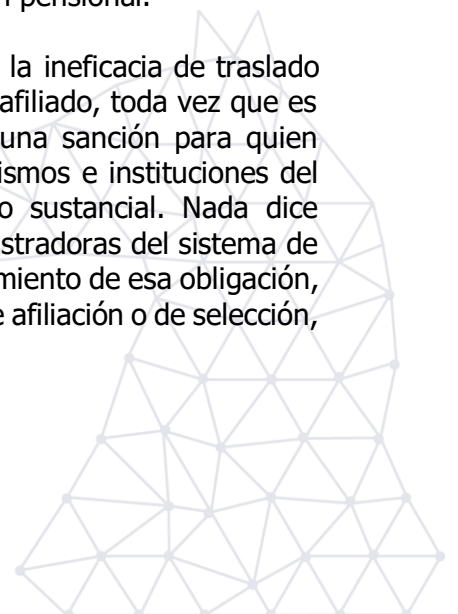 pensional.
la ineficacia de traslado
afiliado, toda vez que es
una sanción para quien
ismos e instituciones del
o sustancial. Nada dice
stradoras del sistema de
miento de esa obligación,
e afiliación o de selección,